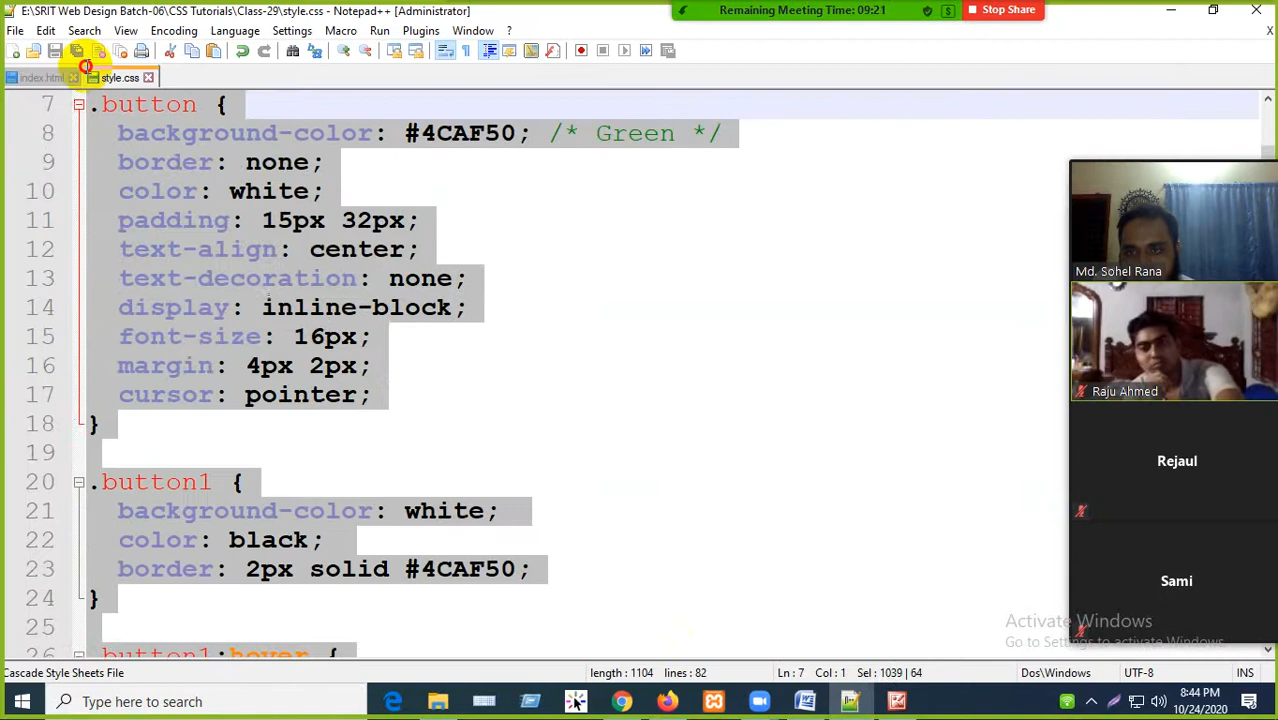 E:\SRIT Web Design Batch-06\CSS Tutorials\Class-29\style.css - Notepad++ [Administrator]
Remaining Meeting Time: 09:21
Stop Share
File Edit Search View Encoding Language Settings Macro Run Plugins Window ? X
index.html style.css
7 .button {
8 background-color: #4CAF50; /* Green */
9 border: none;
10 color: white;
11 padding: 15px 32px;
12 text-align: center;
13 text-decoration: none;
14 display: inline-block;
15 font-size: 16px;
16 margin: 4px 2px;
17 cursor: pointer;
18 }
19
20 .button1 {
21 background-color: white;
22 color: black;
23 border: 2px solid #4CAF50;
24 }
25
26 .button1:hover {
Md. Sohel Rana
Raju Ahmed
Rejaul
Sami
Activate Windows
Go to Settings to activate Windows.
Cascade Style Sheets File length : 1104 lines : 82 Ln : 7 Col : 1 Sel : 1039 | 64 Dos\Windows UTF-8 INS
Type here to search
8:44 PM
10/24/2020